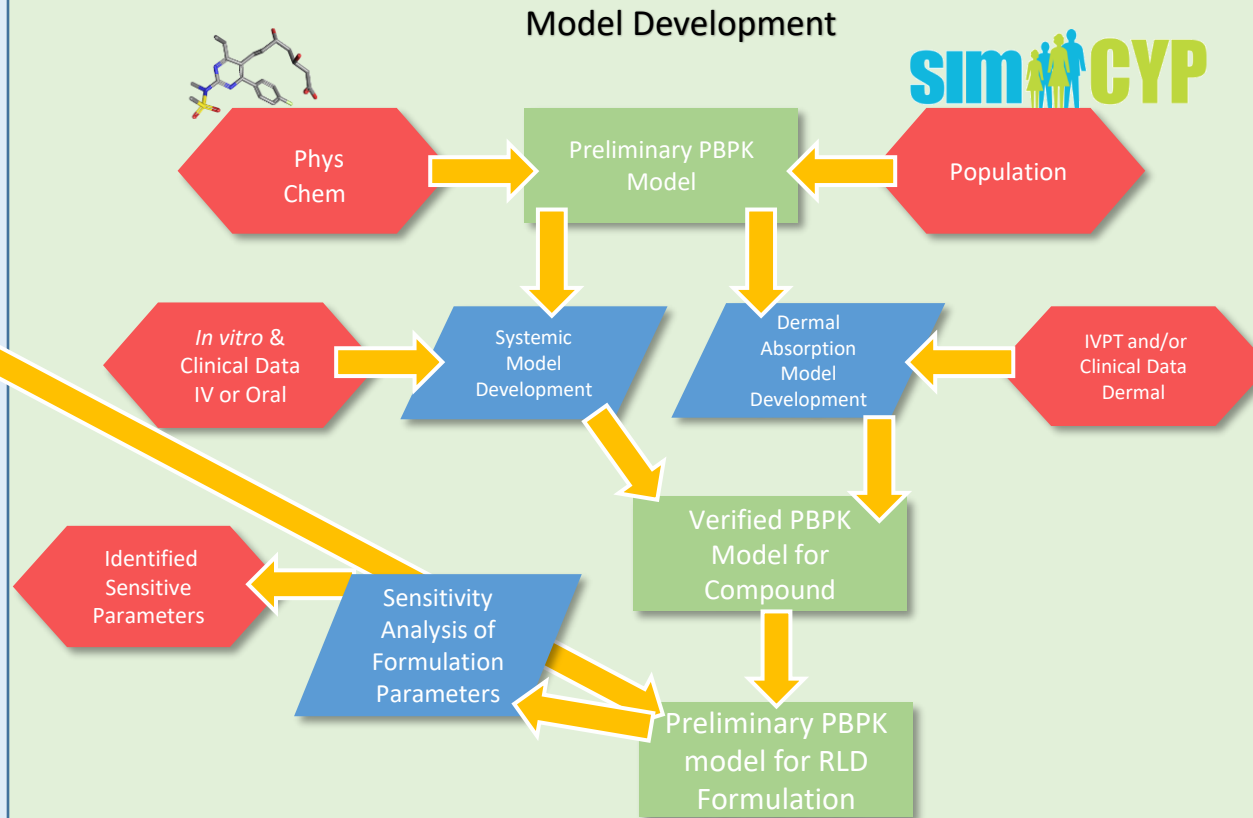 Model Development
simCYP
Phys
Chem
Preliminary PBPK
Model
Population
In vitro &
Clinical Data
IV or Oral
Systemic
Model
Development
Dermal
Absorption
Model
Development
IVPT and/or
Clinical Data
Dermal
Verified PBPK
Model for
Compound
Identified
Sensitive
Parameters
Sensitivity
Analysis of
Formulation
Parameters
Preliminary PBPK
model for RLD
Formulation